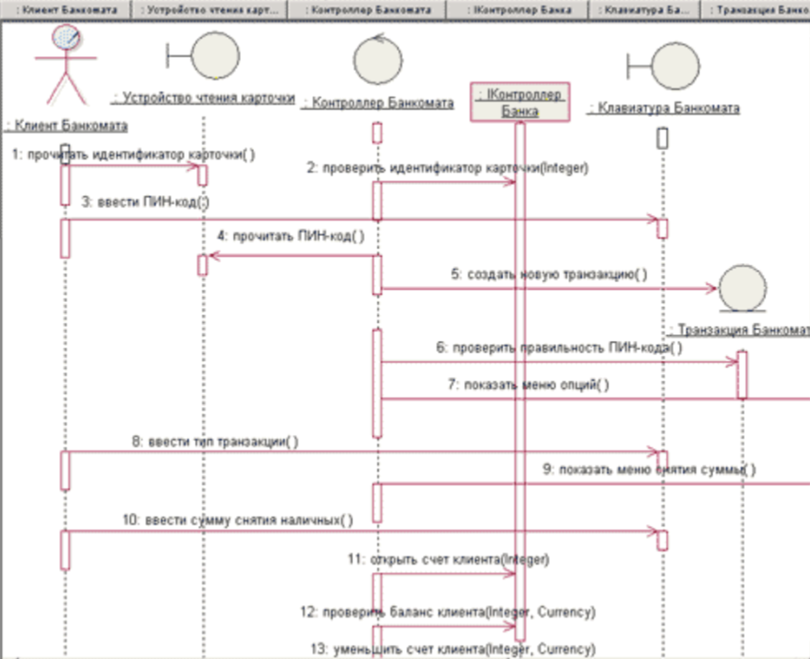 : Клиент Банкомата
: Устройство чтения карт...
: Контроллер Банкомата
: IКонтроллер Банка
: Клавиатура Ба...
: Транзакция Банко
: Устройство чтения карточки
: Контроллер Банкомата
: IКонтроллер
Банка
: Клавиатура Банкомата
: Клиент Банкомата
1: прочитать идентификатор карточки( )
2: проверить идентификатор карточки(Integer)
3: ввести ПИН-код(:)
4: прочитать ПИН-код( )
5: создать новую транзакцию( )
: Транзакция Банкомат
6: проверить правильность ПИН-кода( )
7: показать меню опций( )
8: ввести тип транзакции( )
9: показать меню снятия суммы( )
10: ввести сумму снятия наличных( )
11: открыть счет клиента(Integer)
12: проверить баланс клиента(Integer, Currency)
13: уменьшить счет клиента(Integer, Currency)